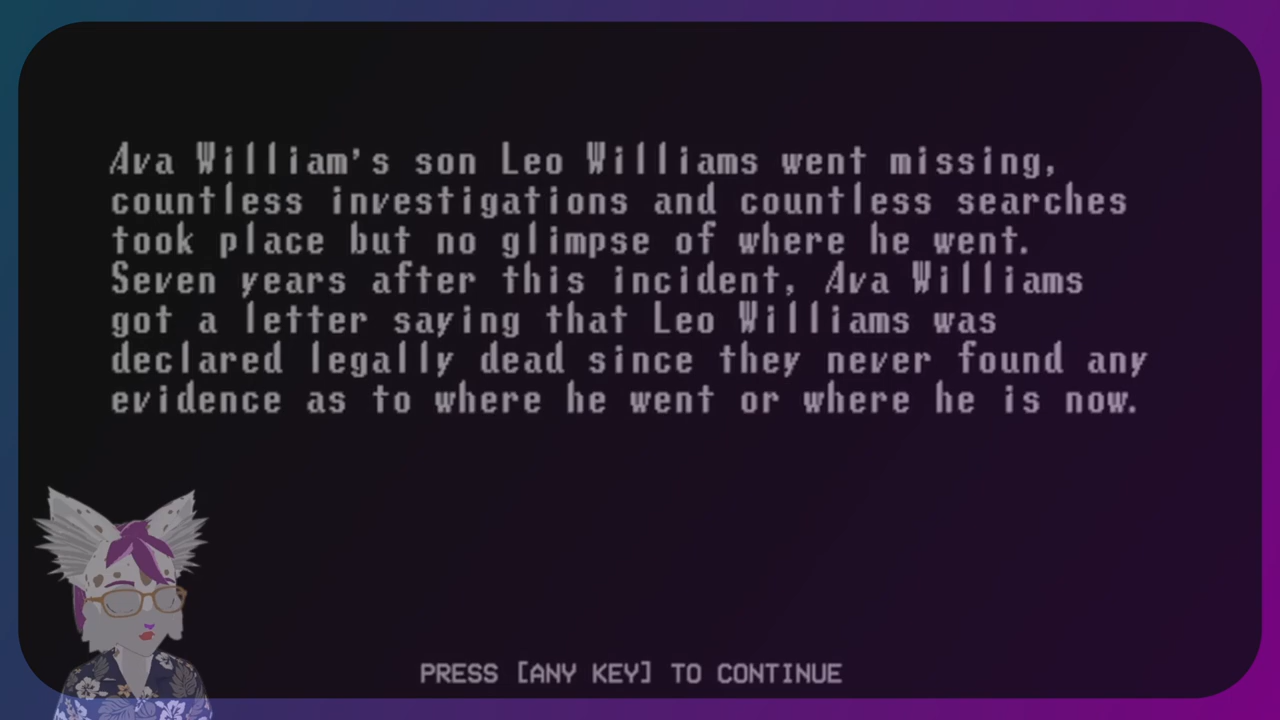 Ava William's son Leo Williams went missing,
countless investigations and countless searches
took place but no glimpse of where he went.
Seven years after this incident, Ava Williams
got a letter saying that Leo Williams was
declared legally dead since they never found any
evidence as to where he went or where he is now.
PRESS [ANY KEY] TO CONTINUE